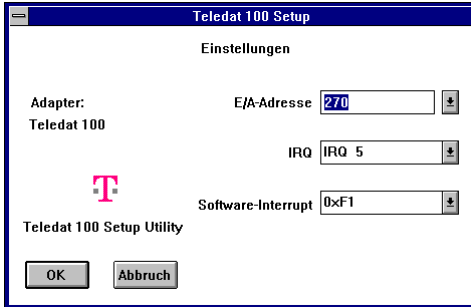 Teledat 100 Setup
Einstellungen
Adapter:
Teledat 100
E/A-Adresse 270
IRQ IRQ 5
Software-Interrupt 0xF1
T
Teledat 100 Setup Utility
OK Abbruch